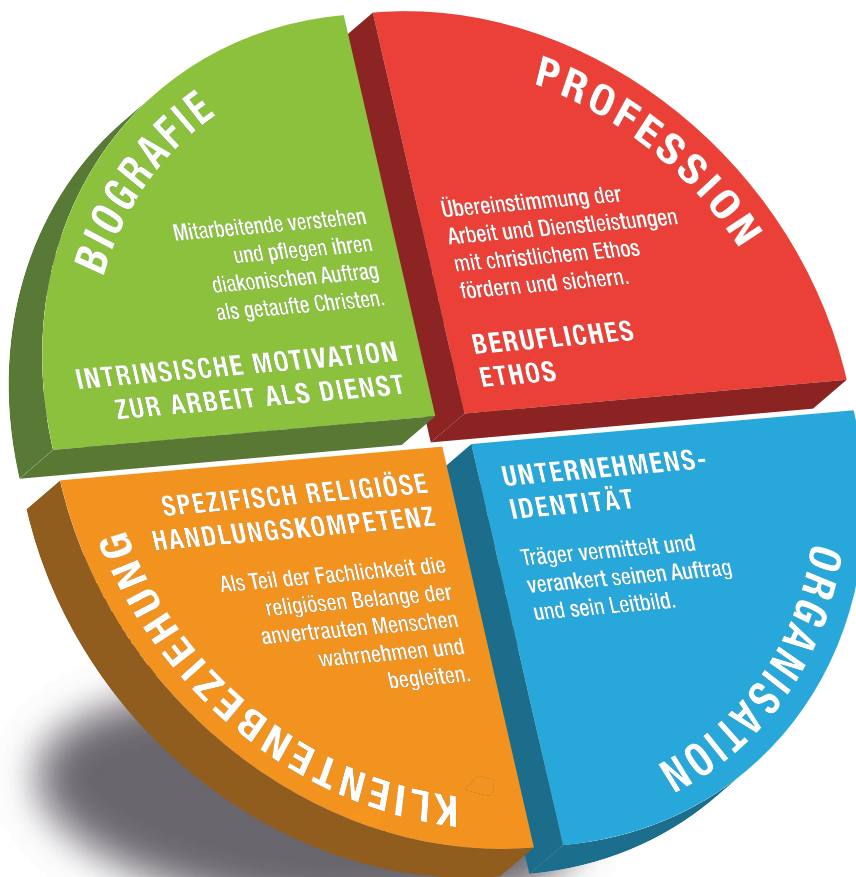 BIOGRAFIE
Mitarbeitende verstehen
und pflegen ihren
diakonischen Auftrag
als getaufte Christen.
INTRINSISCHE MOTIVATION
ZUR ARBEIT ALS DIENST
PROFESSION
Übereinstimmung der
Arbeit und Dienstleistungen
mit christlichem Ethos
fördern und sichern.
BERUFLICHES
ETHOS
SPEZIFISCH RELIGIÖSE
HANDLUNGSKOMPETENZ
Als Teil der Fachlichkeit die
religiösen Belange der
anvertrauten Menschen
wahrnehmen und
begleiten.
KLIENTENBEZIEHUNG
UNTERNEHMENS-
IDENTITÄT
Träger vermittelt und
verankert seinen Auftrag
und sein Leitbild.
ORGANISATION